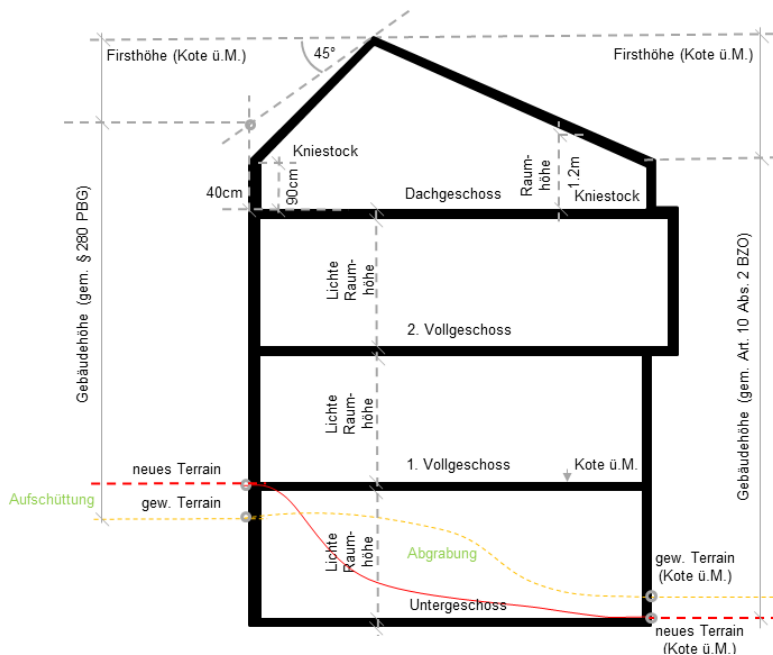 Firsthöhe (Kote ü.M.)
45°
Firsthöhe (Kote ü.M.)
Kniestock
40cm
90cm
Dachgeschoss
Raum-
höhe
1.2m
Kniestock
Gebäudehöhe (gem. § 280 PBG)
Lichte
Raum-
höhe
2. Vollgeschoss
Gebäudehöhe (gem. Art. 10 Abs. 2 BZO)
Lichte
Raum-
höhe
1. Vollgeschoss
Kote ü.M.
neues Terrain
Aufschüttung
gew. Terrain
Lichte
Raum-
höhe
Abgrabung
Untergeschoss
gew. Terrain
(Kote ü.M.)
neues Terrain
(Kote ü.M.)